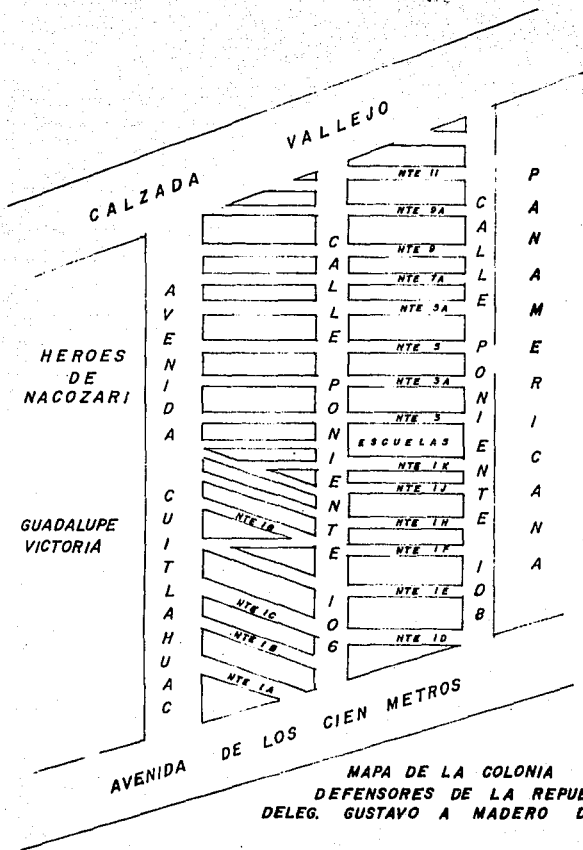 CALZADA VALLEJO
NTE 11
NTE 9A
NTE 9
NTE 7A
NTE 5A
NTE 5
NTE 3A
NTE 3
ESCUELAS
NTE 1K
NTE 1J
NTE 1H
NTE 1F
NTE 1E
NTE 1D
CALLE PONIENTE 108
PANAMERICANA
CALLE PONIENTE 106
AVENIDA CUITLAHUAC
HEROES
DE
NACOZARI
GUADALUPE
VICTORIA
NTE 1C
NTE 1B
NTE 1A
AVENIDA DE LOS CIEN METROS
MAPA DE LA COLONIA
DEFENSORES DE LA REPU
DELEG. GUSTAVO A MADERO D